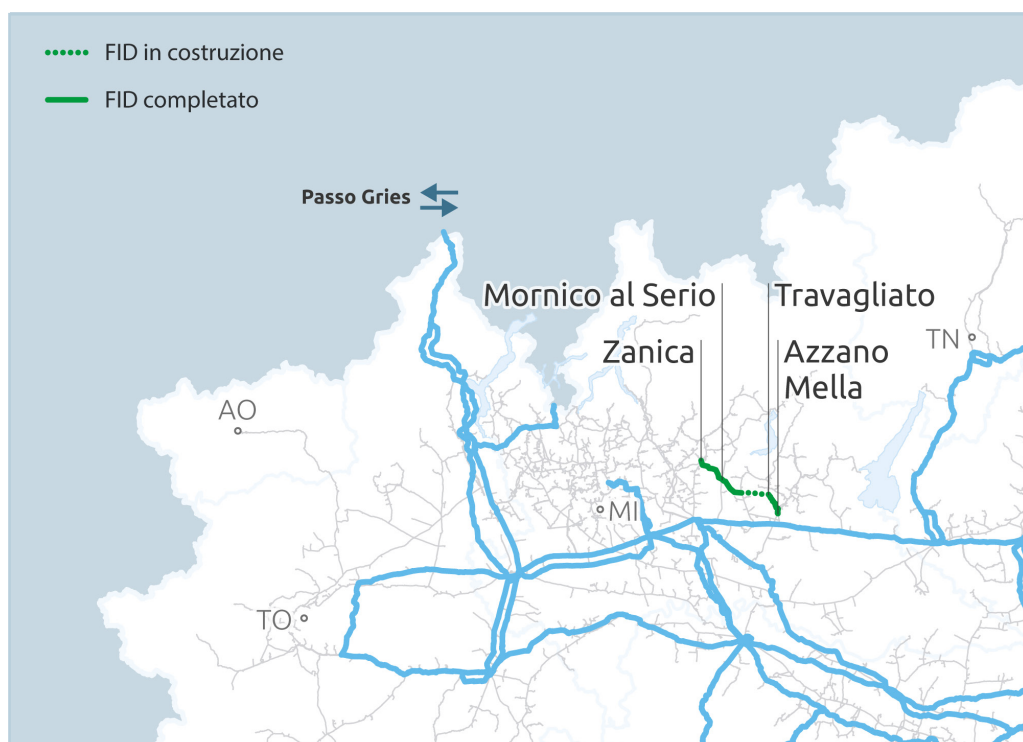 FID in costruzione
FID completato
Passo Gries
Mornico al Serio
Travagliato
Zanica
Azzano
Mella
TN
AO
MI
TO